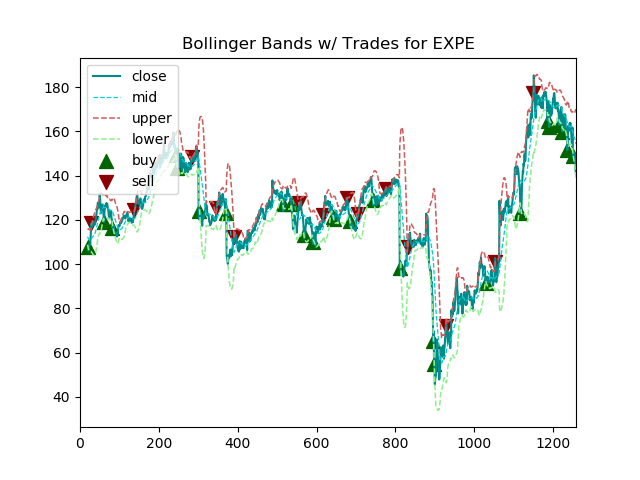 Bollinger Bands w/ Trades for EXPE
close
mid
upper
lower
buy
sell
180
160
140
120
100
80
60
40
0 200 400 600 800 1000 1200